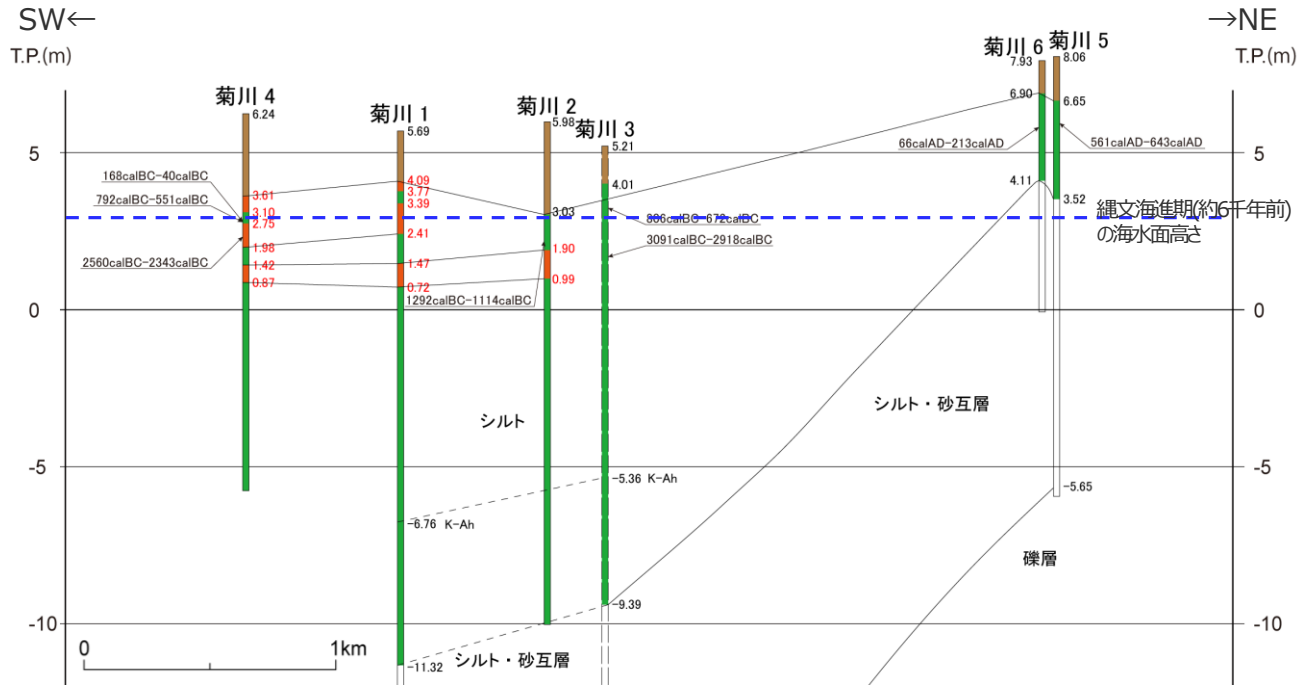 SW←
→NE
T.P.(m)
T.P.(m)
菊川 4
6.24
菊川 1
5.69
菊川 2
5.98
菊川 3
5.21
菊川 6
7.93
菊川 5
8.06
6.90
6.65
5
5
168calBC-40calBC
792calBC-551calBC
2560calBC-2343calBC
3.61
3.10
2.75
1.98
1.42
0.87
4.09
3.77
3.39
2.41
1.47
0.72
3.03
1.90
0.99
1292calBC-1114calBC
4.01
806calBC-672calBC
3091calBC-2918calBC
66calAD-213calAD
561calAD-643calAD
4.11
3.52
縄文海進期(約6千年前)
の海水面高さ
0
0
シルト
シルト・砂互層
-5
-5
-5.36 K-Ah
-6.76 K-Ah
-5.65
礫層
-9.39
-10
-10
-11.32
シルト・砂互層
0
1km